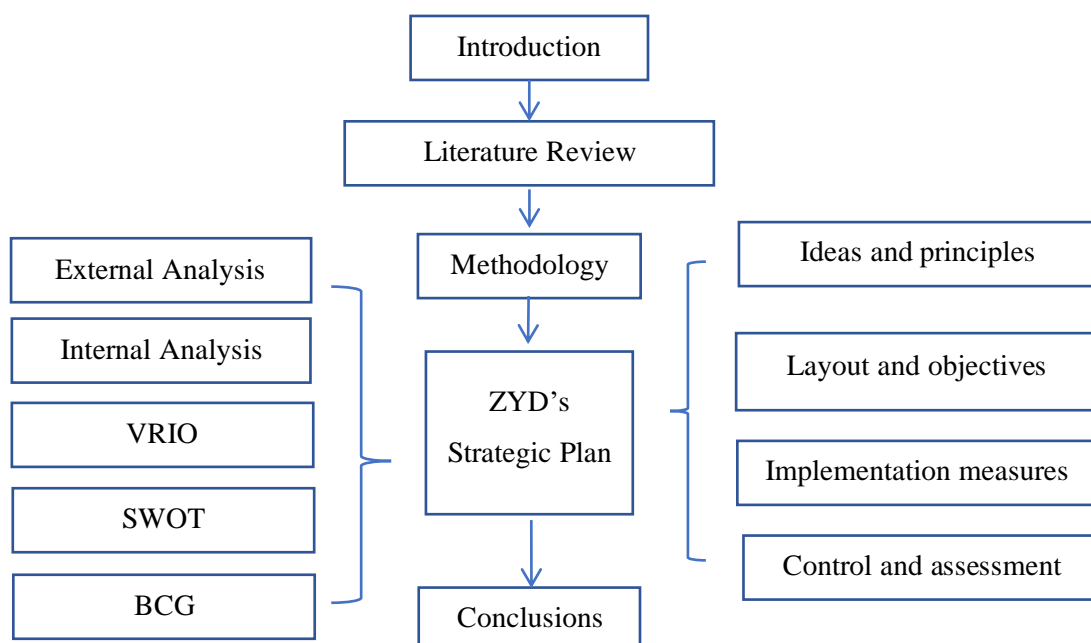 Introduction
Literature Review
Methodology
External Analysis
Internal Analysis
VRIO
SWOT
BCG
ZYD’s
Strategic Plan
Ideas and principles
Layout and objectives
Implementation measures
Control and assessment
Conclusions